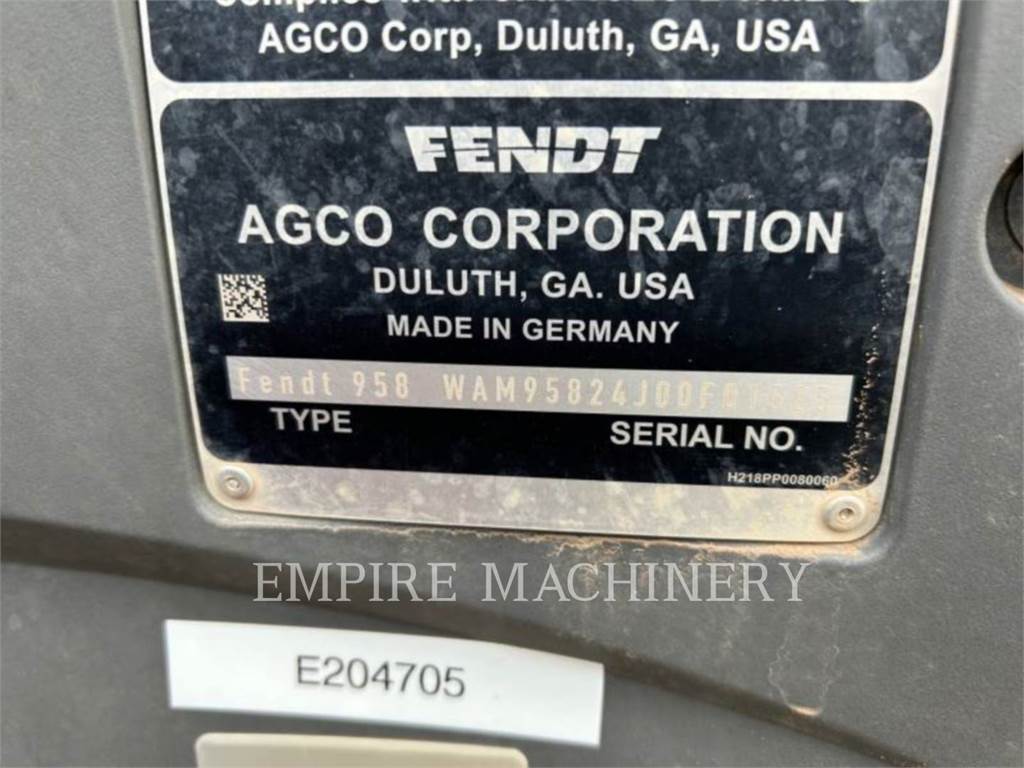 AGCO Corp, Duluth, GA, USA
FENDT
AGCO CORPORATION
DULUTH, GA. USA
MADE IN GERMANY
Fendt 958
TYPE SERIAL NO.
H218PP0080060
EMPIRE MACHINERY
E204705